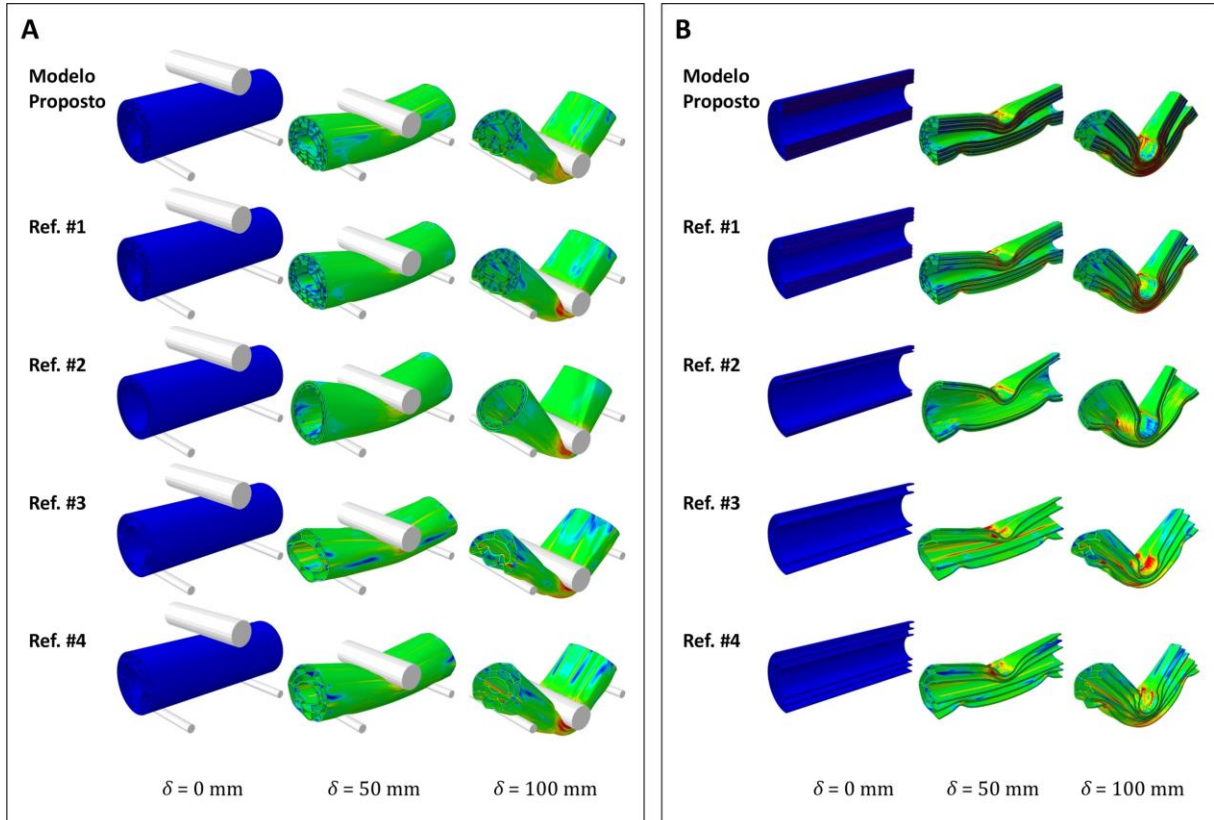 A
Modelo
Proposto
Ref. #1
Ref. #2
Ref. #3
Ref. #4
δ = 0 mm
δ = 50 mm
δ = 100 mm
B
Modelo
Proposto
Ref. #1
Ref. #2
Ref. #3
Ref. #4
δ = 0 mm
δ = 50 mm
δ = 100 mm